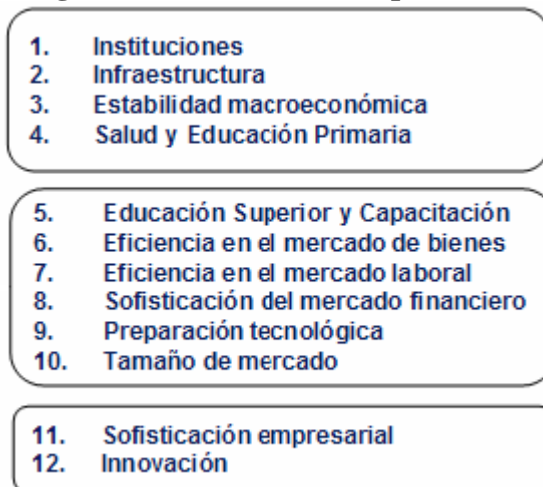 1. Instituciones
2. Infraestructura
3. Estabilidad macroeconómica
4. Salud y Educación Primaria
5. Educación Superior y Capacitación
6. Eficiencia en el mercado de bienes
7. Eficiencia en el mercado laboral
8. Sofisticación del mercado financiero
9. Preparación tecnológica
10. Tamaño de mercado
11. Sofisticación empresarial
12. Innovación